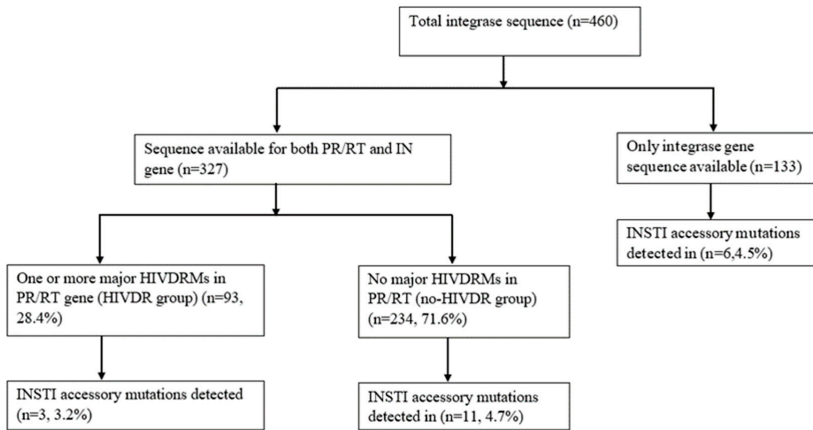 Total integrase sequence (n=460)
Sequence available for both PR/RT and IN
gene (n=327)
Only integrase gene
sequence available (n=133)
INSTI accessory mutations
detected in (n=6,4.5%)
One or more major HIVDRMs in
PR/RT gene (HIVDR group) (n=93,
28.4%)
No major HIVDRMs in
PR/RT (no-HIVDR group)
(n=234, 71.6%)
INSTI accessory mutations detected
(n=3, 3.2%)
INSTI accessory mutations
detected in (n=11, 4.7%)